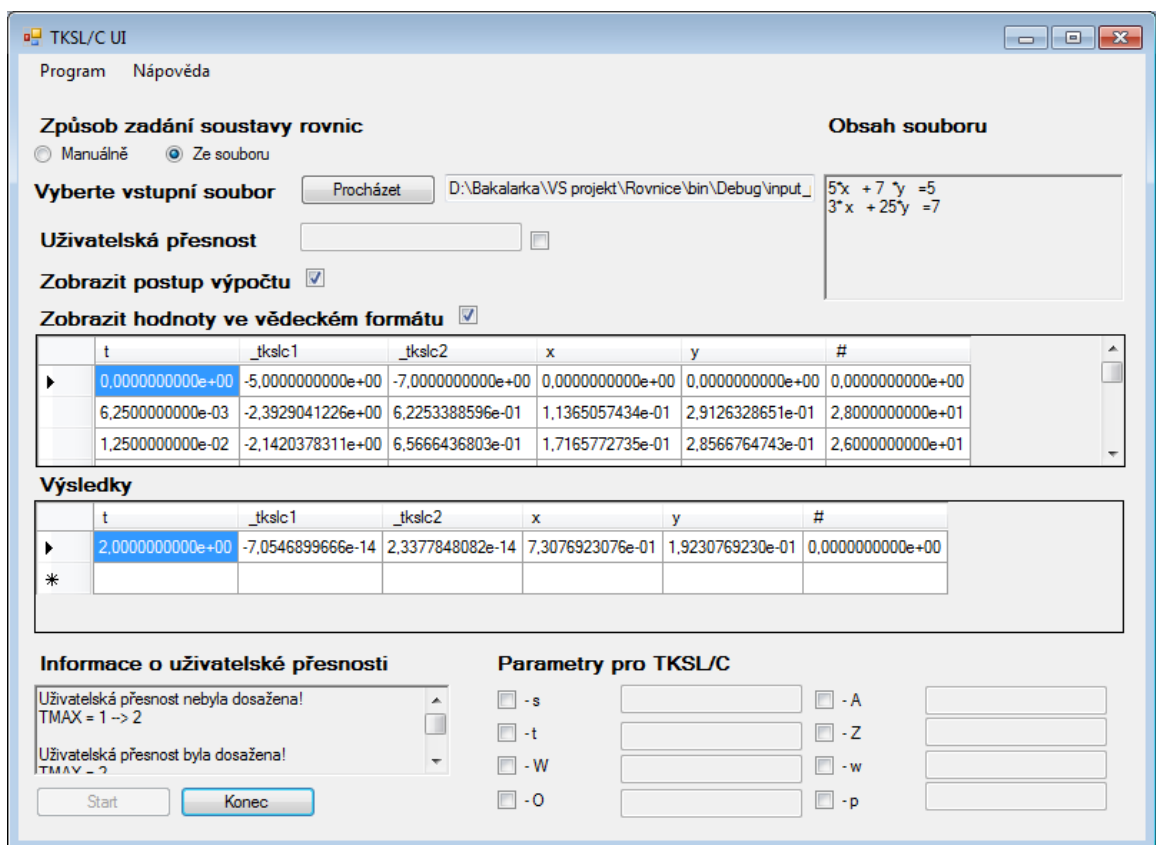 TKSL/C UI
Program Nápověda
Způsob zadání soustavy rovnic
Obsah souboru
Manuálně Ze souboru
Vyberte vstupní soubor Procházet D:\Bakalarka\VS projekt\Rovnice\bin\Debug\input_
5*x + 7 *y =5
3* x + 25*y =7
Uživatelská přesnost
Zobrazit postup výpočtu
Zobrazit hodnoty ve vědeckém formátu
t _tkslc1 _tkslc2 x y #
0,0000000000e+00 -5,0000000000e+00 -7,0000000000e+00 0,0000000000e+00 0,0000000000e+00 0,0000000000e+00
6,2500000000e-03 -2,3929041226e+00 6,2253388596e-01 1,1365057434e-01 2,9126328651e-01 2,8000000000e+01
1,2500000000e-02 -2,1420378311e+00 6,5666436803e-01 1,7165772735e-01 2,8566764743e-01 2,6000000000e+01
Výsledky
t _tkslc1 _tkslc2 x y #
2,0000000000e+00 -7,0546899666e-14 2,3377848082e-14 7,3076923076e-01 1,9230769230e-01 0,0000000000e+00
Informace o uživatelské přesnosti
Uživatelská přesnost nebyla dosažena!
TMAX = 1 --> 2
Uživatelská přesnost byla dosažena!
TMAX = 2
Start Konec
Parametry pro TKSL/C
- s - A
- t - Z
- W - w
- O - p